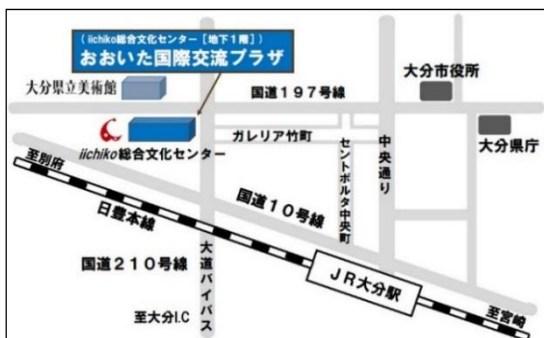 （iichiko総合文化センター［地下１階］）
おおいた国際交流プラザ
大分県立美術館
国道１９７号線
大分市役所
ガレリア竹町
大分県庁
iichiko総合文化センター
セントポルタ中央町
中央通り
至別府
国道１０号線
日豊本線
国道２１０号線
大道バイパス
ＪＲ大分駅
至大分I.C
至宮崎